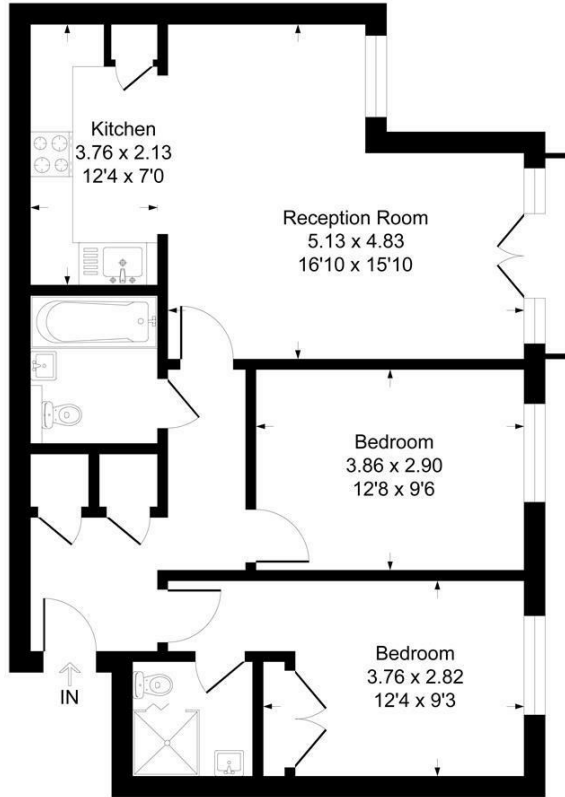 Kitchen
3.76 x 2.13
12'4 x 7'0
Reception Room
5.13 x 4.83
16'10 x 15'10
Bedroom
3.86 x 2.90
12'8 x 9'6
Bedroom
3.76 x 2.82
12'4 x 9'3
IN